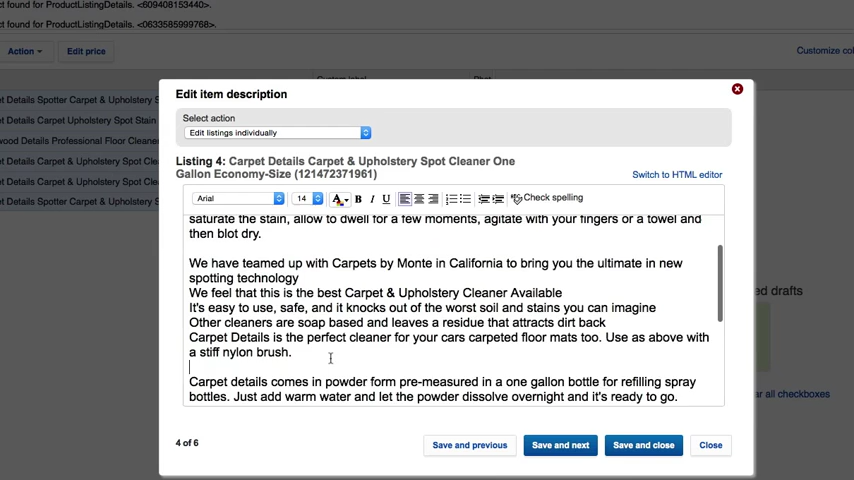 ct found for ProductListingDetails. <609408153440>.
ct found for ProductListingDetails. <0633585999768>.
Action
Edit price
Customize col
Custom label
et Details Spotter Carpet & Upholstery S
et Details Carpet Upholstery Spot Stain
wood Details Professional Floor Cleaner
et Details Carpet & Upholstery Spot Cle
et Details Carpet & Upholstery Spot Cle
et Details Spotter Carpet & Upholstery S
ed drafts
ar all checkboxes
Edit item description
Select action
Edit listings individually
Listing 4: Carpet Details Carpet & Upholstery Spot Cleaner One
Gallon Economy-Size (121472371961)
Switch to HTML editor
Arial
14
A
B I U
Check spelling
saturate the stain, allow to dwell for a few moments, agitate with your fingers or a towel and
then blot dry.
We have teamed up with Carpets by Monte in California to bring you the ultimate in new
spotting technology
We feel that this is the best Carpet & Upholstery Cleaner Available
It's easy to use, safe, and it knocks out of the worst soil and stains you can imagine
Other cleaners are soap based and leaves a residue that attracts dirt back
Carpet Details is the perfect cleaner for your cars carpeted floor mats too. Use as above with
a stiff nylon brush.
Carpet details comes in powder form pre-measured in a one gallon bottle for refilling spray
bottles. Just add warm water and let the powder dissolve overnight and it's ready to go.
4 of 6
Save and previous
Save and next
Save and close
Close